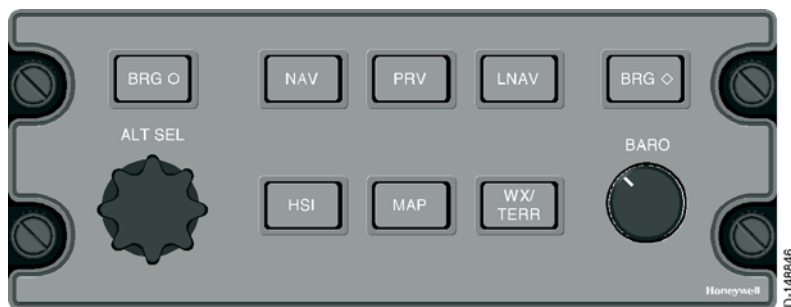 BRG ○ NAV PRV LNAV BRG ◇
ALT SEL BARO
HSI MAP WX/
TERR
Honeywell
D-148846